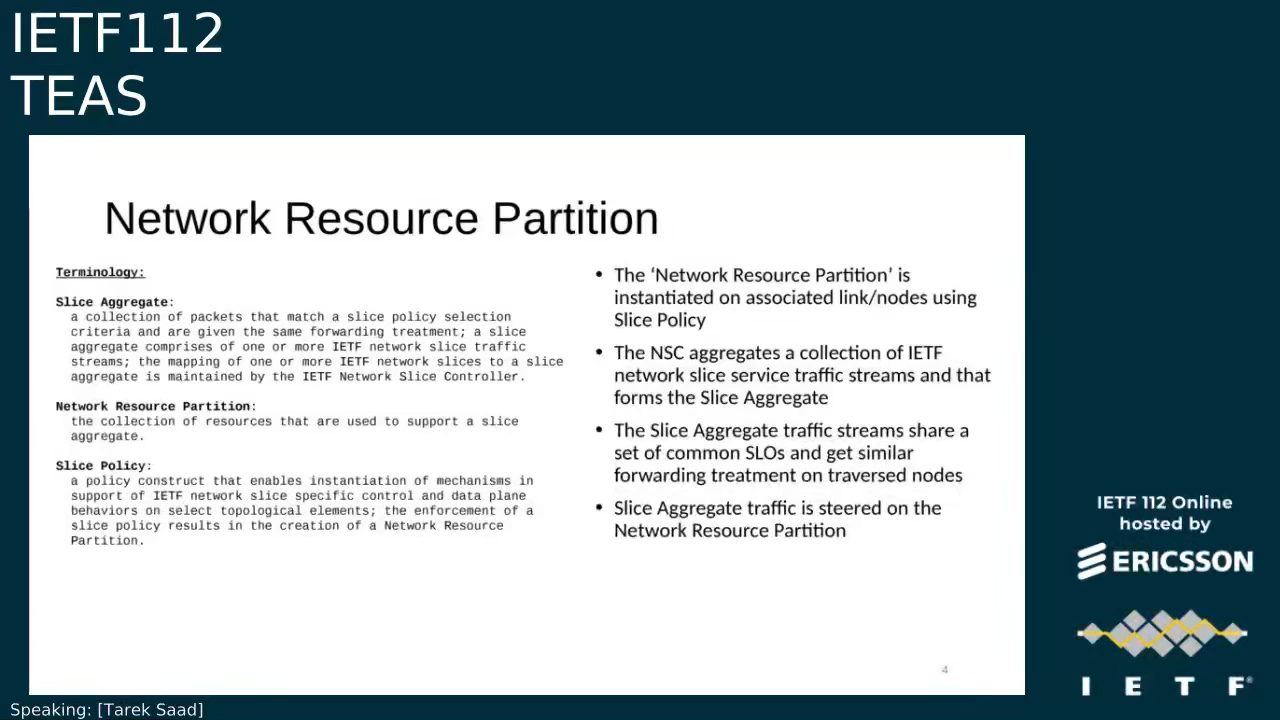 IETF112
TEAS
Network Resource Partition
Terminology:
Slice Aggregate:
a collection of packets that match a slice policy selection
criteria and are given the same forwarding treatment; a slice
aggregate comprises of one or more IETF network slice traffic
streams; the mapping of one or more IETF network slices to a slice
aggregate is maintained by the IETF Network Slice Controller.
Network Resource Partition:
the collection of resources that are used to support a slice
aggregate.
Slice Policy:
a policy construct that enables instantiation of mechanisms in
support of IETF network slice specific control and data plane
behaviors on select topological elements; the enforcement of a
slice policy results in the creation of a Network Resource
Partition.
• The ‘Network Resource Partition’ is
instantiated on associated link/nodes using
Slice Policy
• The NSC aggregates a collection of IETF
network slice service traffic streams and that
forms the Slice Aggregate
• The Slice Aggregate traffic streams share a
set of common SLOs and get similar
forwarding treatment on traversed nodes
• Slice Aggregate traffic is steered on the
Network Resource Partition
4
IETF 112 Online
hosted by
ERICSSON
I E T F®
Speaking: [Tarek Saad]